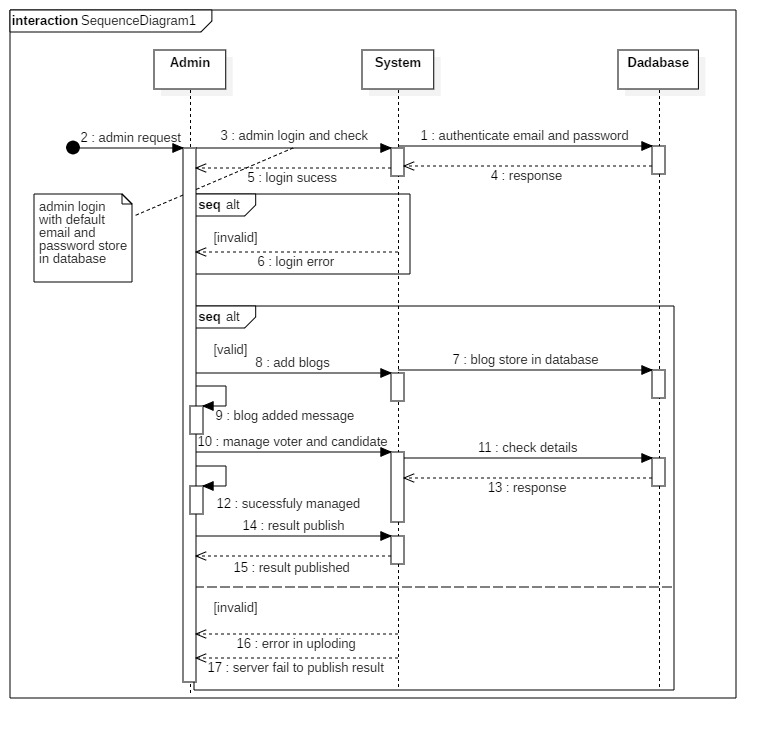 interaction SequenceDiagram1
Admin
System
Dadabase
2 : admin request
3 : admin login and check
1 : authenticate email and password
5 : login sucess
4 : response
admin login
with default
email and
password store
in database
seq alt
[invalid]
6 : login error
seq alt
[valid]
8 : add blogs
7 : blog store in database
9 : blog added message
10 : manage voter and candidate
11 : check details
12 : sucessfuly managed
13 : response
14 : result publish
15 : result published
[invalid]
16 : error in uploding
17 : server fail to publish result